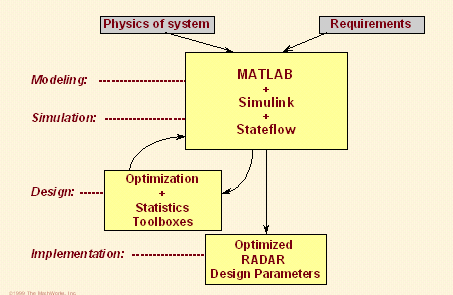 Physics of system
Requirements
Modeling:
MATLAB
+
Simulink
+
Stateflow
Simulation:
Design:
Optimization
+
Statistics
Toolboxes
Implementation:
Optimized
RADAR
Design Parameters
©1999 The MathWorks, Inc.